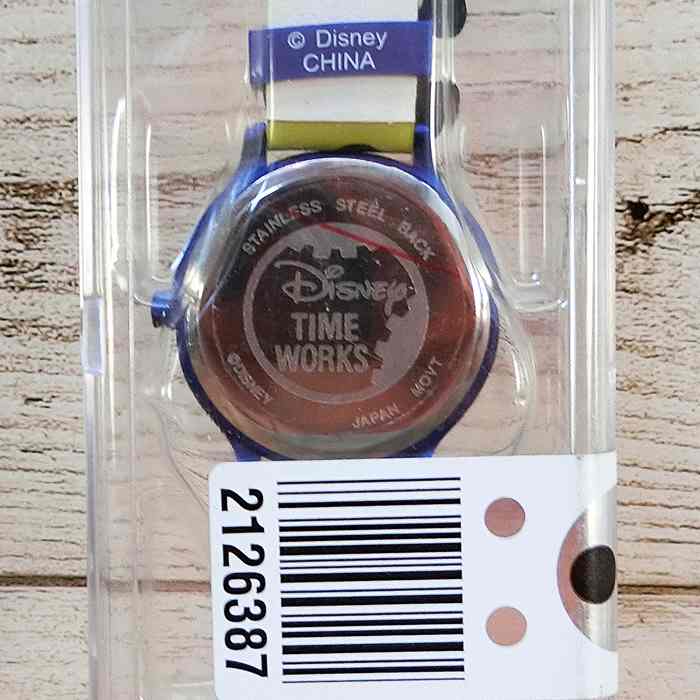 © Disney
CHINA
STAINLESS STEEL BACK
Disney
TIME
WORKS
©DISNEY
JAPAN MOVT
2126387